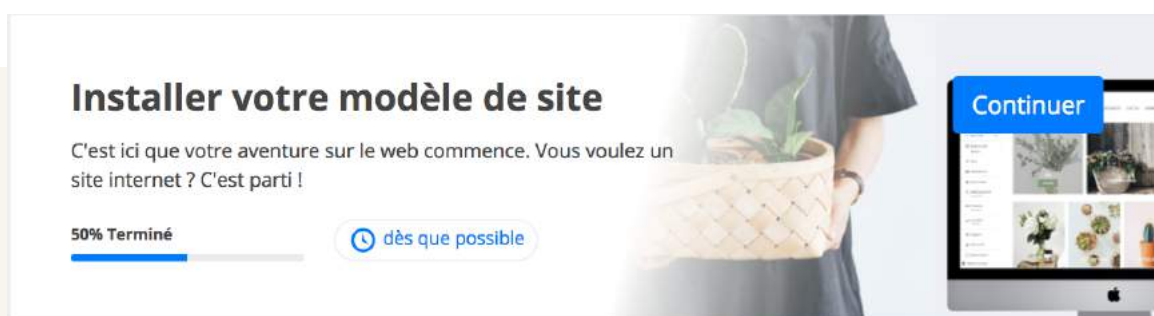 Installer votre modèle de site
C'est ici que votre aventure sur le web commence. Vous voulez un
site internet ? C'est parti !
50% Terminé
dès que possible
Continuer